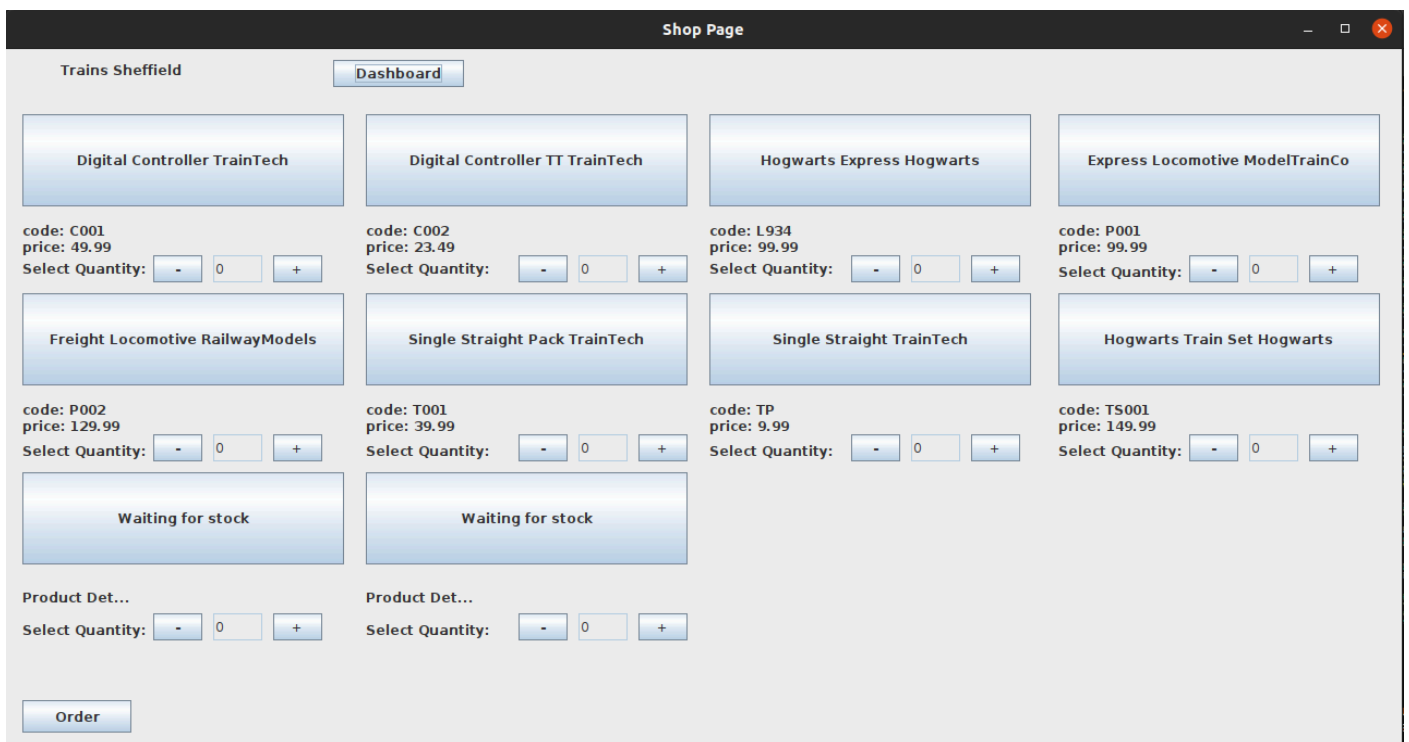 Shop Page
Trains Sheffield
Dashboard
Digital Controller TrainTech
Digital Controller TT TrainTech
Hogwarts Express Hogwarts
Express Locomotive ModelTrainCo
code: C001
price: 49.99
Select Quantity: - 0 +
code: C002
price: 23.49
Select Quantity: - 0 +
code: L934
price: 99.99
Select Quantity: - 0 +
code: P001
price: 99.99
Select Quantity: - 0 +
Freight Locomotive RailwayModels
Single Straight Pack TrainTech
Single Straight TrainTech
Hogwarts Train Set Hogwarts
code: P002
price: 129.99
Select Quantity: - 0 +
code: T001
price: 39.99
Select Quantity: - 0 +
code: TP
price: 9.99
Select Quantity: - 0 +
code: TS001
price: 149.99
Select Quantity: - 0 +
Waiting for stock
Waiting for stock
Product Det...
Select Quantity: - 0 +
Product Det...
Select Quantity: - 0 +
Order